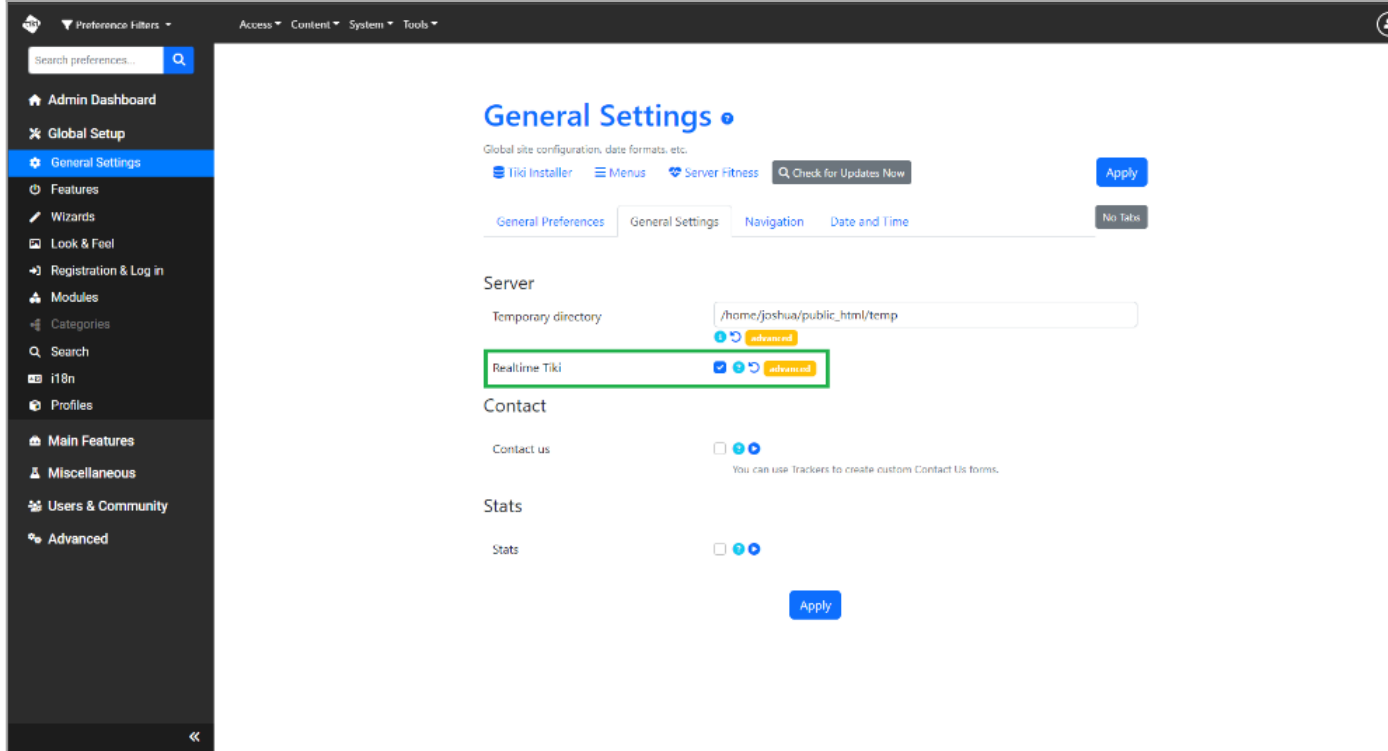 TIKI
Preference Filters
Access Content System Tools
Search preferences...
Admin Dashboard
Global Setup
General Settings
Features
Wizards
Look & Feel
Registration & Log in
Modules
Categories
Search
i18n
Profiles
Main Features
Miscellaneous
Users & Community
Advanced
General Settings
Global site configuration, date formats, etc.
Tiki Installer Menus Server Fitness Check for Updates Now Apply
General Preferences General Settings Navigation Date and Time No Tabs
Server
Temporary directory /home/joshua/public_html/temp
advanced
Realtime Tiki advanced
Contact
Contact us
You can use Trackers to create custom Contact Us forms.
Stats
Stats
Apply